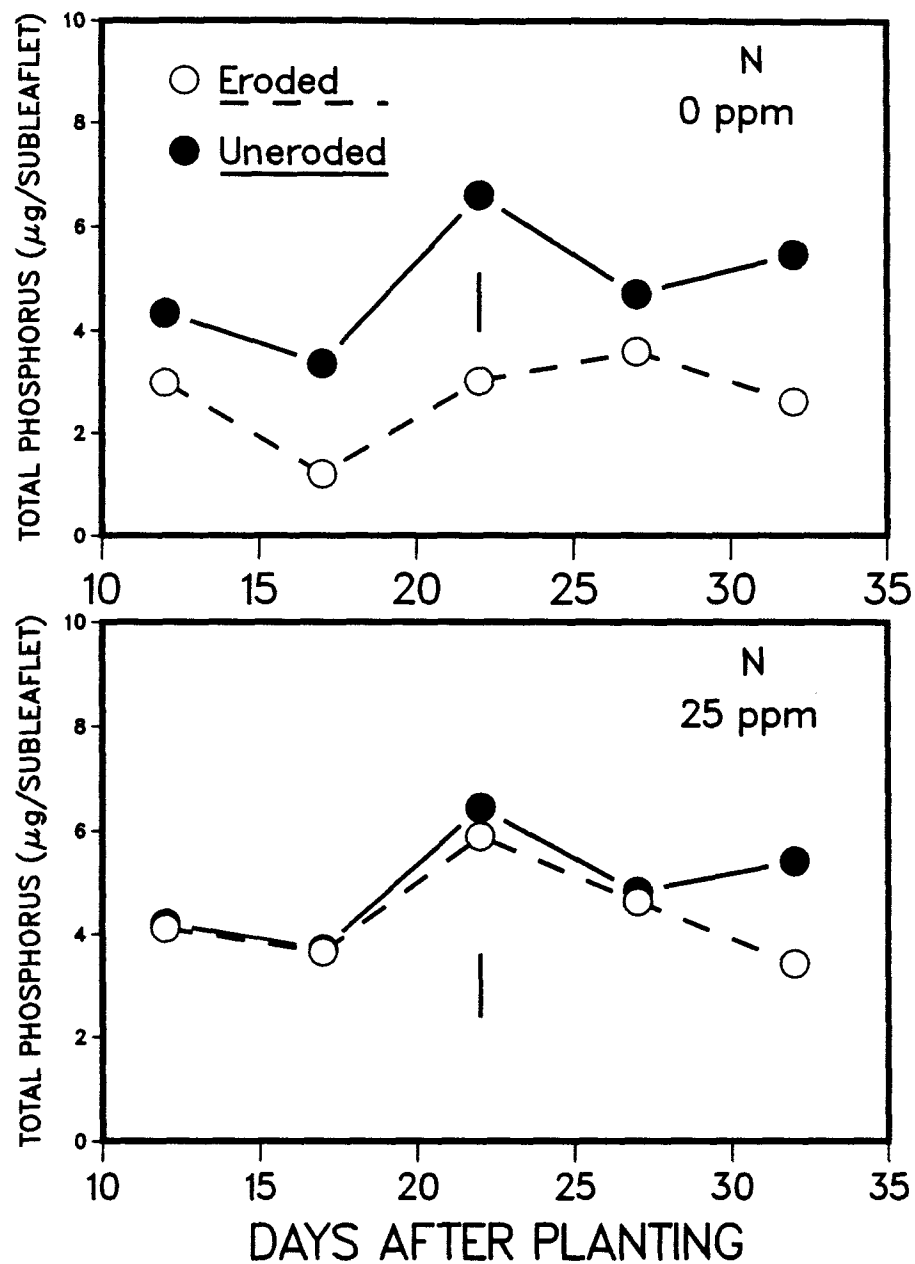 TOTAL PHOSPHORUS (μg/SUBLEAFLET)
10
8
6
4
2
0
Eroded
Uneroded
N
0 ppm
10 15 20 25 30 35
TOTAL PHOSPHORUS (μg/SUBLEAFLET)
10
8
6
4
2
0
N
25 ppm
10 15 20 25 30 35
DAYS AFTER PLANTING